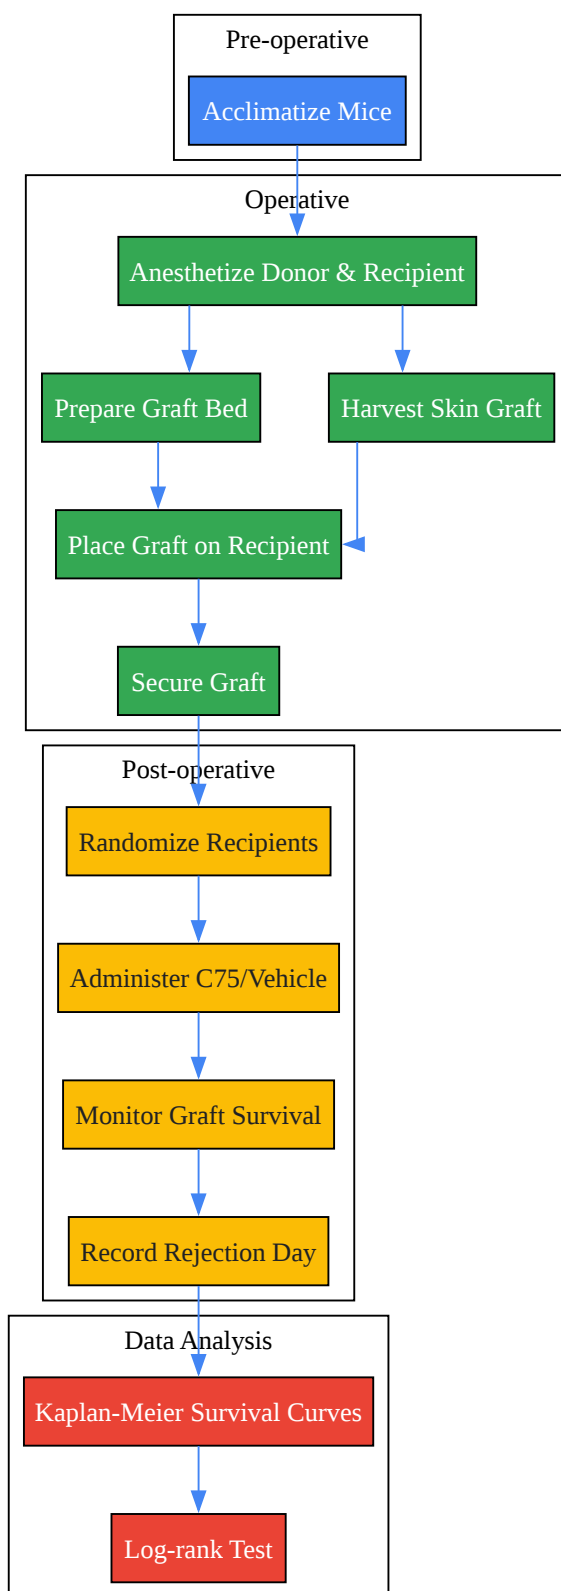 Pre-operative
Acclimatize Mice
Operative
Anesthetize Donor & Recipient
Prepare Graft Bed
Harvest Skin Graft
Place Graft on Recipient
Secure Graft
Post-operative
Randomize Recipients
Administer C75/Vehicle
Monitor Graft Survival
Record Rejection Day
Data Analysis
Kaplan-Meier Survival Curves
Log-rank Test